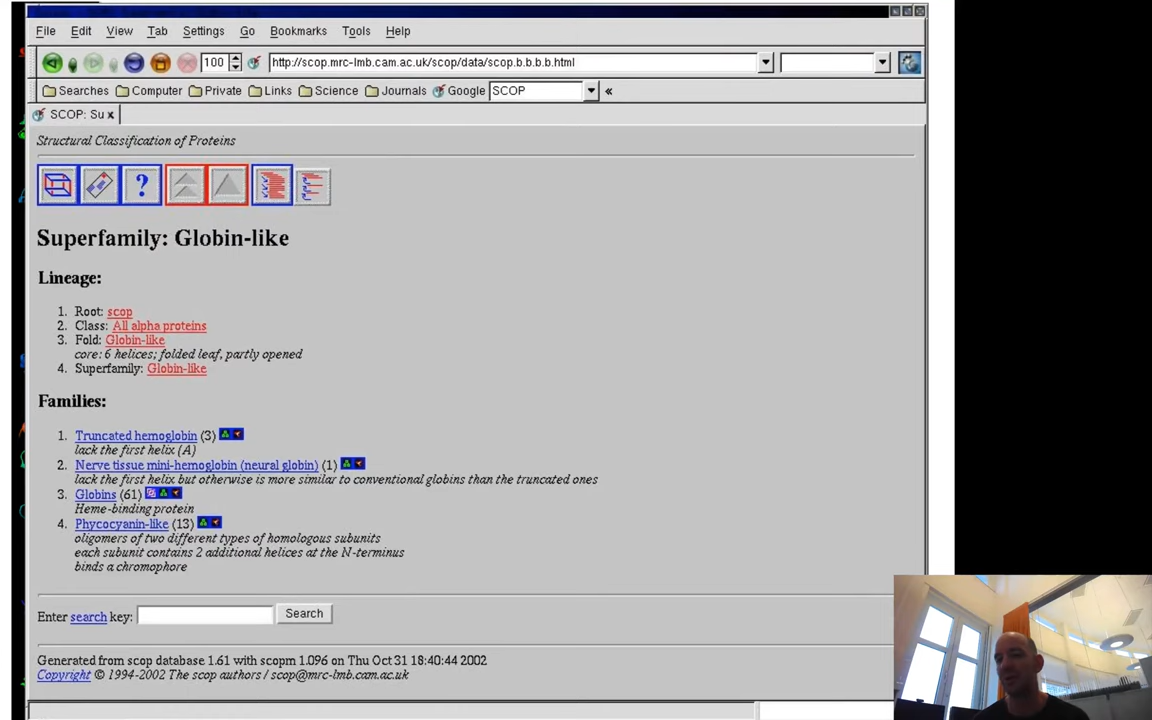 File Edit View Tab Settings Go Bookmarks Tools Help
100 http://scop.mrc-lmb.cam.ac.uk/scop/data/scop.b.b.b.b.html
Searches Computer Private Links Science Journals Google SCOP «
SCOP: Su x
Structural Classification of Proteins
?
Superfamily: Globin-like
Lineage:
1. Root: scop
2. Class: All alpha proteins
3. Fold: Globin-like
core: 6 helices; folded leaf, partly opened
4. Superfamily: Globin-like
Families:
1. Truncated hemoglobin (3)
lack the first helix (A)
2. Nerve tissue mini-hemoglobin (neural globin) (1)
lack the first helix but otherwise is more similar to conventional globins than the truncated ones
3. Globins (61)
Heme-binding protein
4. Phycocyanin-like (13)
oligomers of two different types of homologous subunits
each subunit contains 2 additional helices at the N-terminus
binds a chromophore
Enter search key: Search
Generated from scop database 1.61 with scopm 1.096 on Thu Oct 31 18:40:44 2002
Copyright © 1994-2002 The scop authors / scop@mrc-lmb.cam.ac.uk